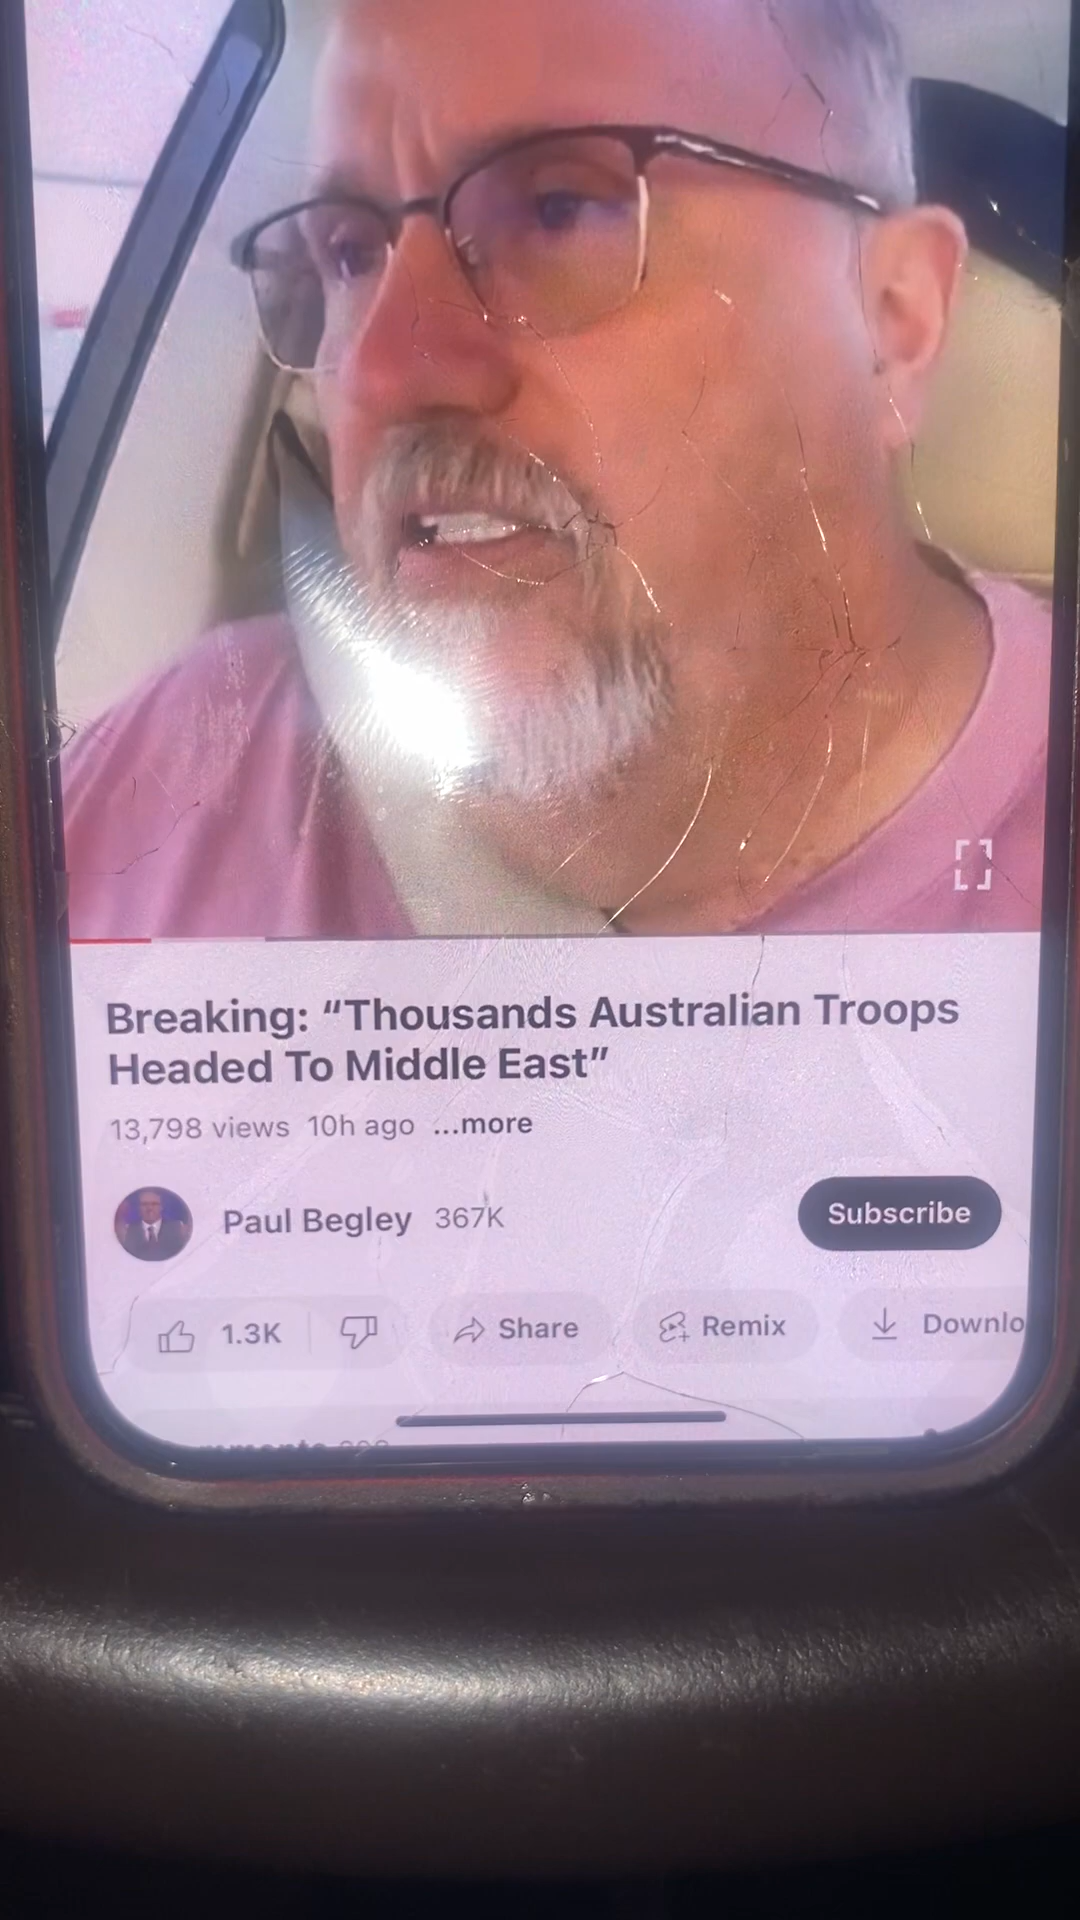 Breaking: “Thousands Australian Troops
Headed To Middle East”
13,798 views 10h ago ...more
Paul Begley 367K
Subscribe
1.3K Share Remix Downlo